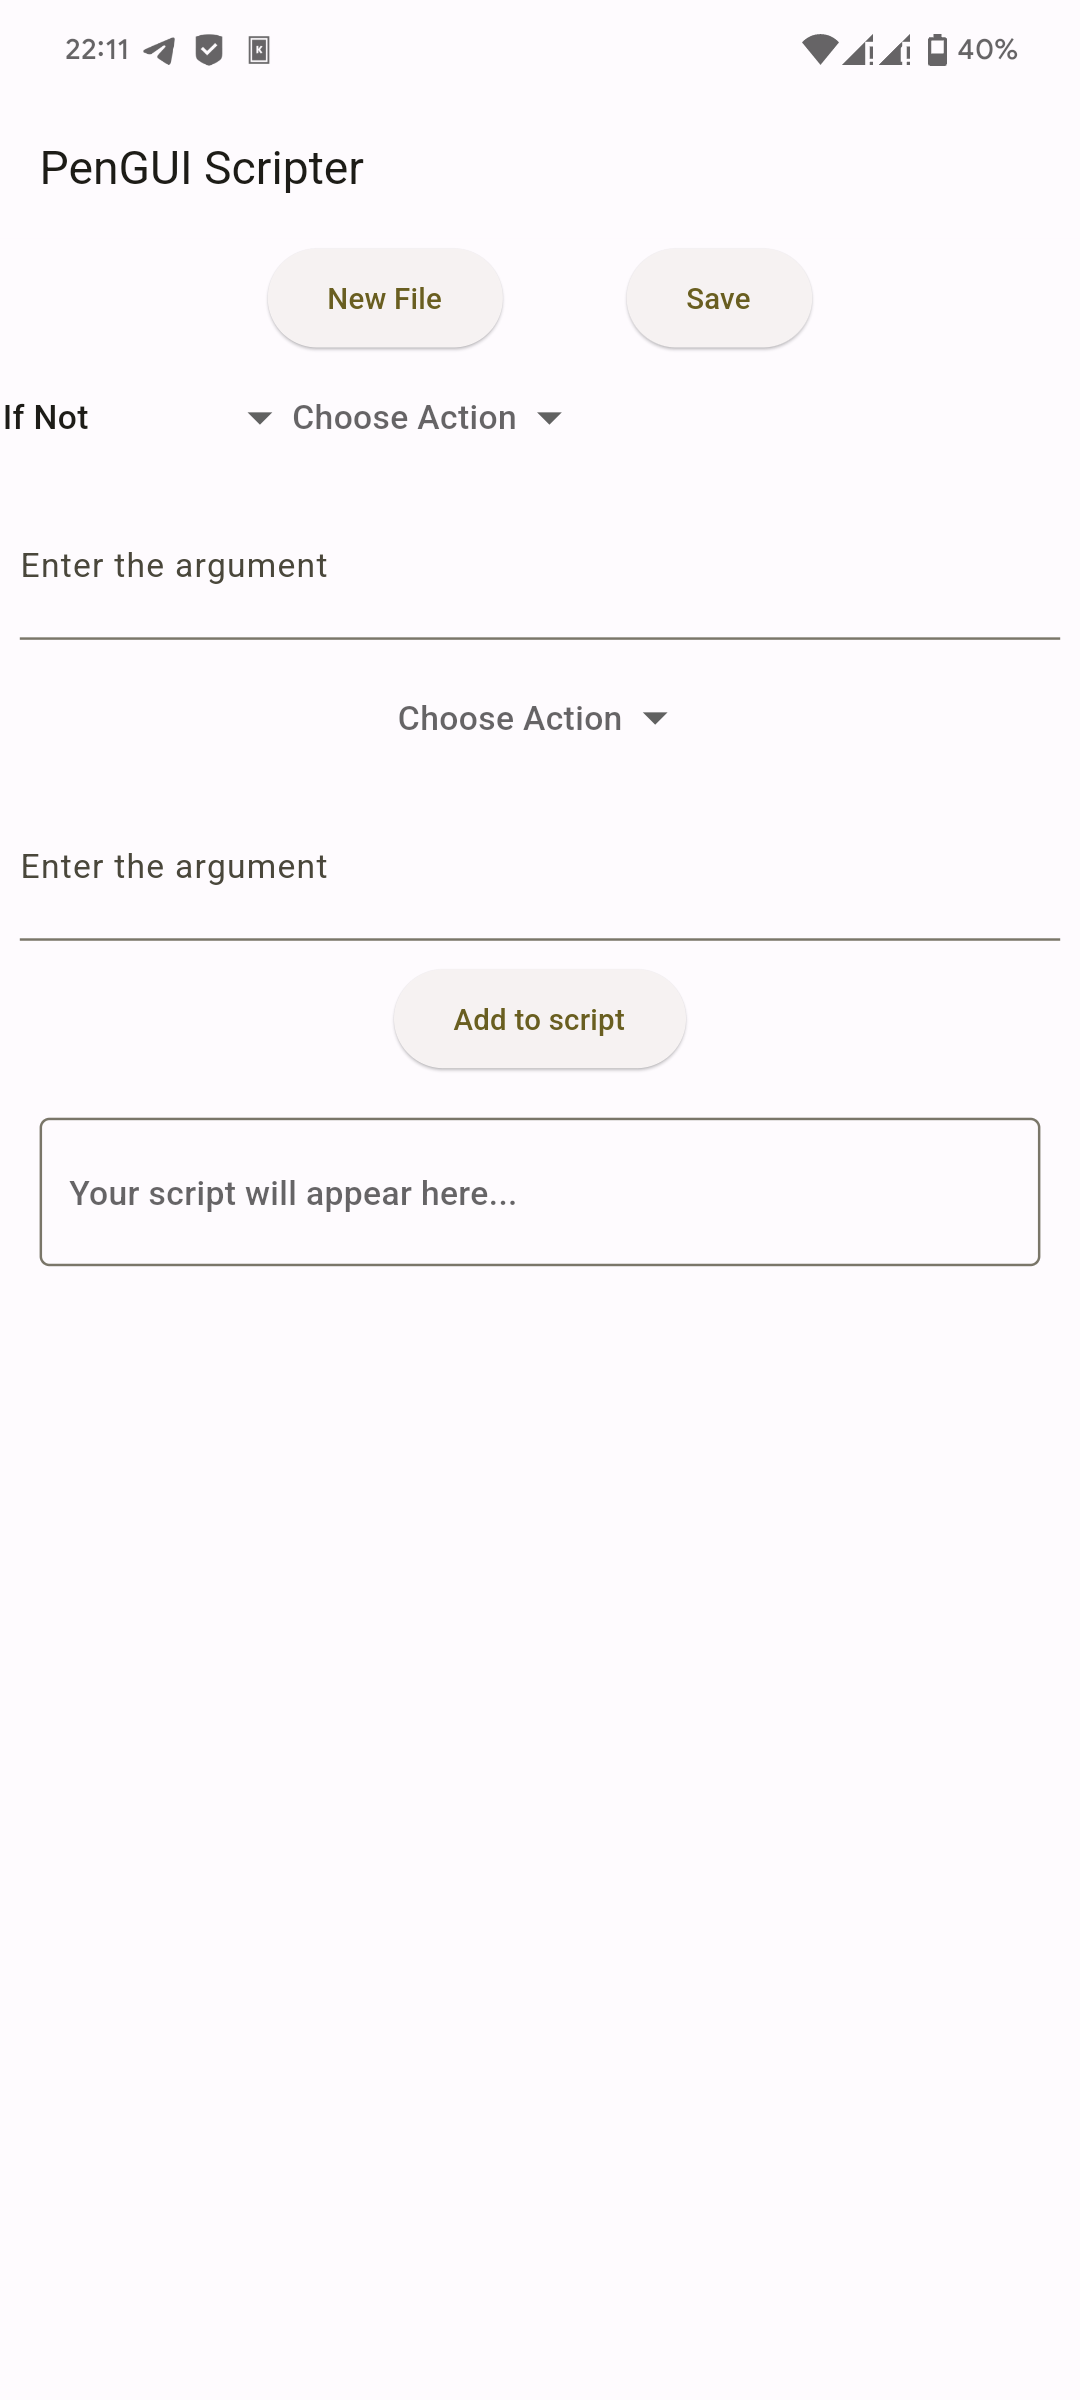 22:11 40%
PenGUI Scripter
New File Save
If Not Choose Action
Enter the argument
Choose Action
Enter the argument
Add to script
Your script will appear here...